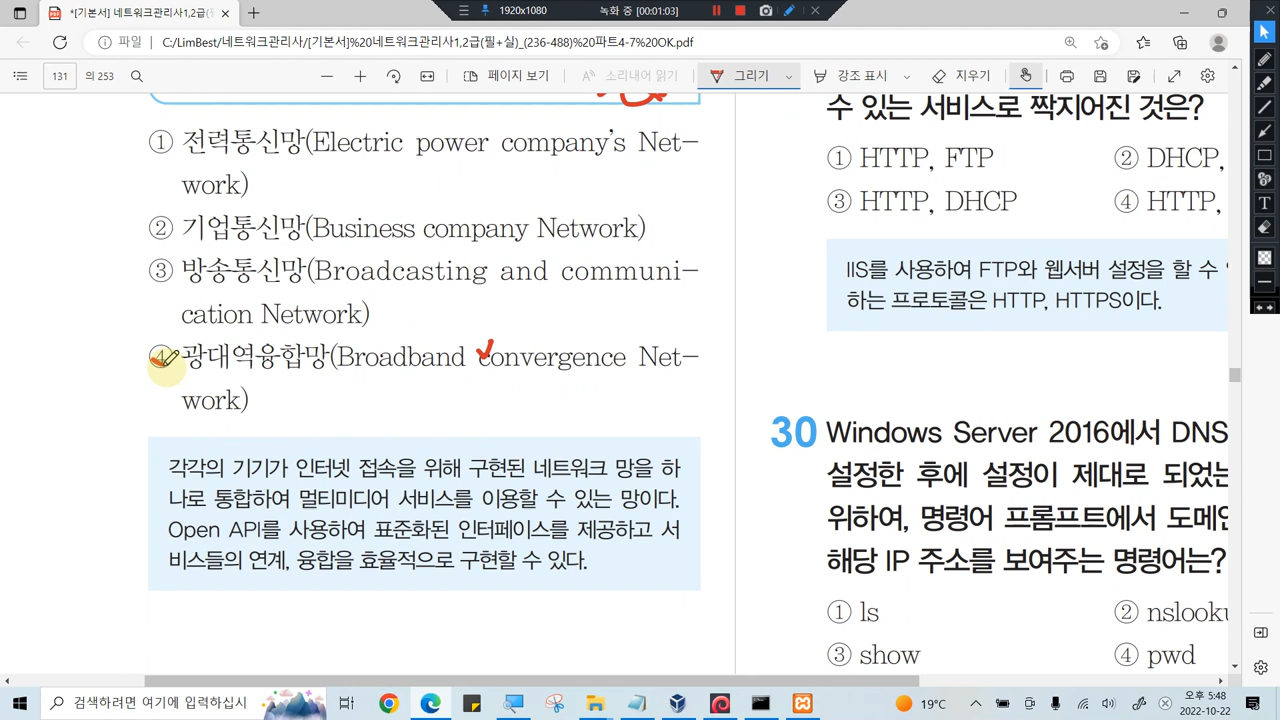 *[기본서] 네트워크관리사1,2급(
1920x1080
녹화 중 [00:01:03]
파일
C:/LimBest/네트워크관리사/[기본서]%20네트워크관리사1,2급(필+실)_(236-388)%20파트4-7%20OK.pdf
131 의 253
페이지 보기
소리내어 읽기
그리기
강조 표시
지우
① 전력통신망(Electric power company's Net-
work)
② 기업통신망(Business company Network)
③ 방송통신망(Broadcasting and communi-
cation Network)
④ 광대역융합망(Broadband convergence Net-
work)
각각의 기기가 인터넷 접속을 위해 구현된 네트워크 망을 하
나로 통합하여 멀티미디어 서비스를 이용할 수 있는 망이다.
Open API를 사용하여 표준화된 인터페이스를 제공하고 서
비스들의 연계, 융합을 효율적으로 구현할 수 있다.
수 있는 서비스로 짝지어진 것은?
① HTTP, FTP
② DHCP,
③ HTTP, DHCP
④ HTTP,
IIS를 사용하여 FTP와 웹서버 설정을 할 수
하는 프로토콜은 HTTP, HTTPS이다.
30 Windows Server 2016에서 DNS
설정한 후에 설정이 제대로 되었는
위하여, 명령어 프롬프트에서 도메인
해당 IP 주소를 보여주는 명령어는?
① ls
② nslooku
③ show
④ pwd
검색하려면 여기에 입력하십시
19°C
오후 5:48
2022-10-22